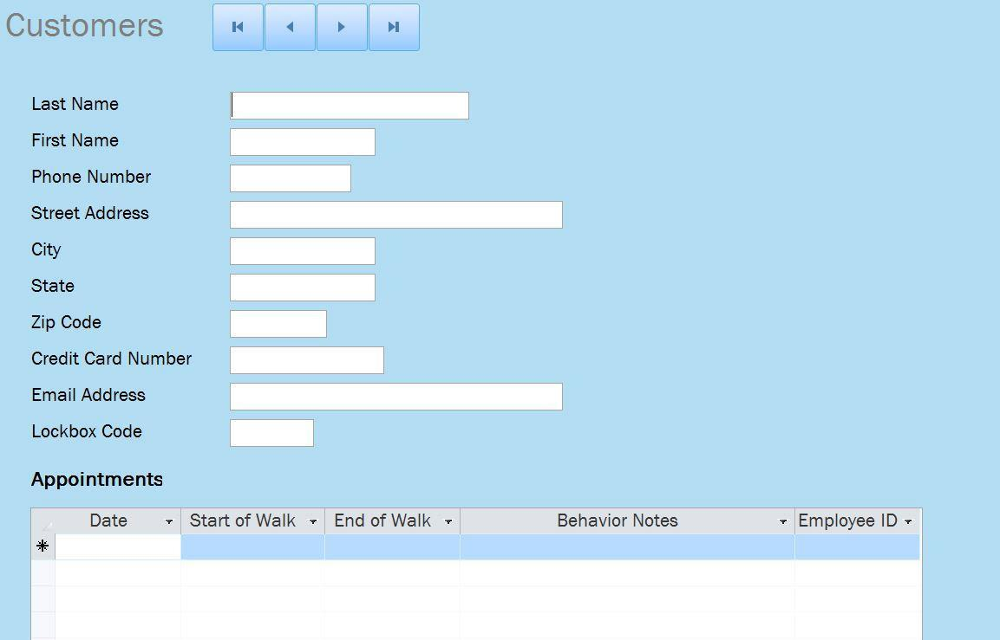 Customers
Last Name
First Name
Phone Number
Street Address
City
State
Zip Code
Credit Card Number
Email Address
Lockbox Code
Appointments
Date Start of Walk End of Walk Behavior Notes Employee ID